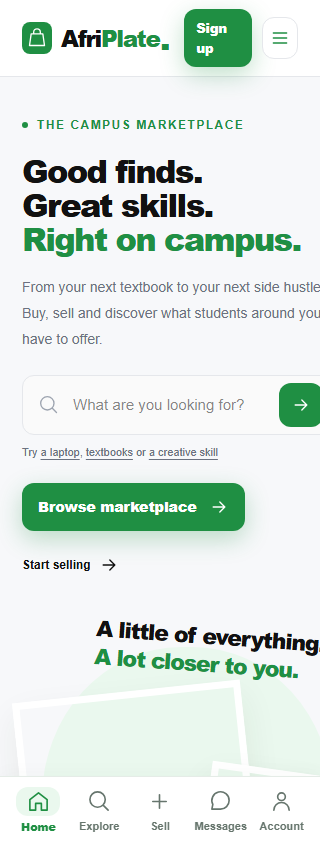 AfriPlate.
Sign
up
THE CAMPUS MARKETPLACE
Good finds.
Great skills.
Right on campus.
From your next textbook to your next side hustle
Buy, sell and discover what students around you
have to offer.
What are you looking for?
Try a laptop, textbooks or a creative skill
Browse marketplace
Start selling
A little of everything.
A lot closer to you.
Home
Explore
Sell
Messages
Account